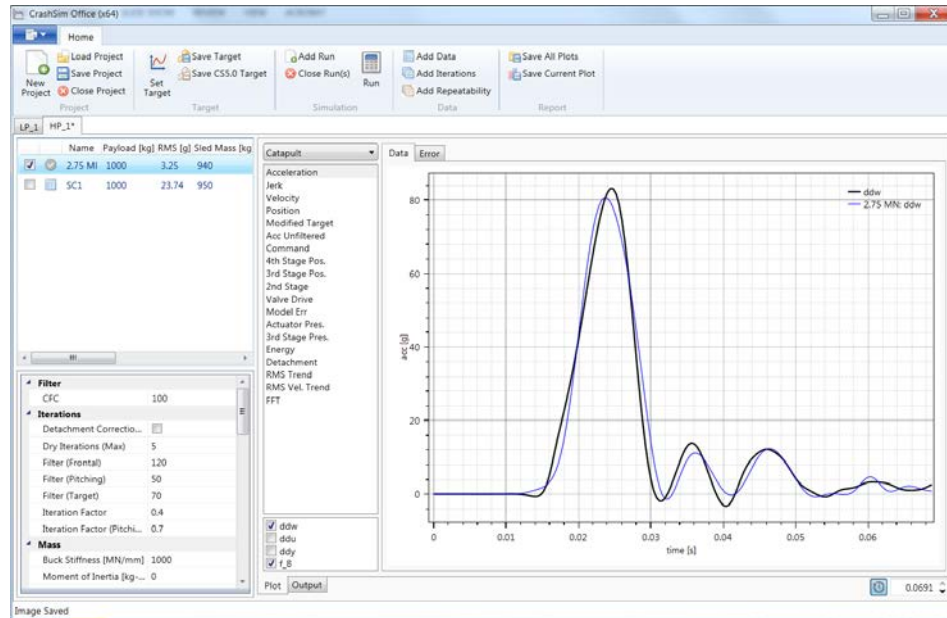 CrashSim Office (x64)
Home
Load Project
Save Project
Close Project
New Project
Project
Set Target
Save Target
Save CS5.0 Target
Target
Add Run
Close Run(s)
Run
Simulation
Add Data
Add Iterations
Add Repeatability
Data
Save All Plots
Save Current Plot
Report
LP_1 HP_1*
Name Payload [kg] RMS [g] Sled Mass [kg
2.75 MI 1000 3.25 940
SC1 1000 23.74 950
Filter
CFC 100
Iterations
Detachment Correctio...
Dry Iterations (Max) 5
Filter (Frontal) 120
Filter (Pitching) 50
Filter (Target) 70
Iteration Factor 0.4
Iteration Factor (Pitchi... 0.7
Mass
Buck Stiffness [MN/mm] 1000
Moment of Inertia [kg-... 0
Catapult
Acceleration
Jerk
Velocity
Position
Modified Target
Acc Unfiltered
Command
4th Stage Pos.
3rd Stage Pos.
2nd Stage
Valve Drive
Model Err
Actuator Pres.
3rd Stage Pres.
Energy
Detachment
RMS Trend
RMS Vel. Trend
FFT
ddw
ddu
ddy
f_B
Data Error
ddw
2.75 MN: ddw
80
60
40
20
0
acc [g]
0 0.01 0.02 0.03 0.04 0.05 0.06
time [s]
Plot Output
0.0691
Image Saved